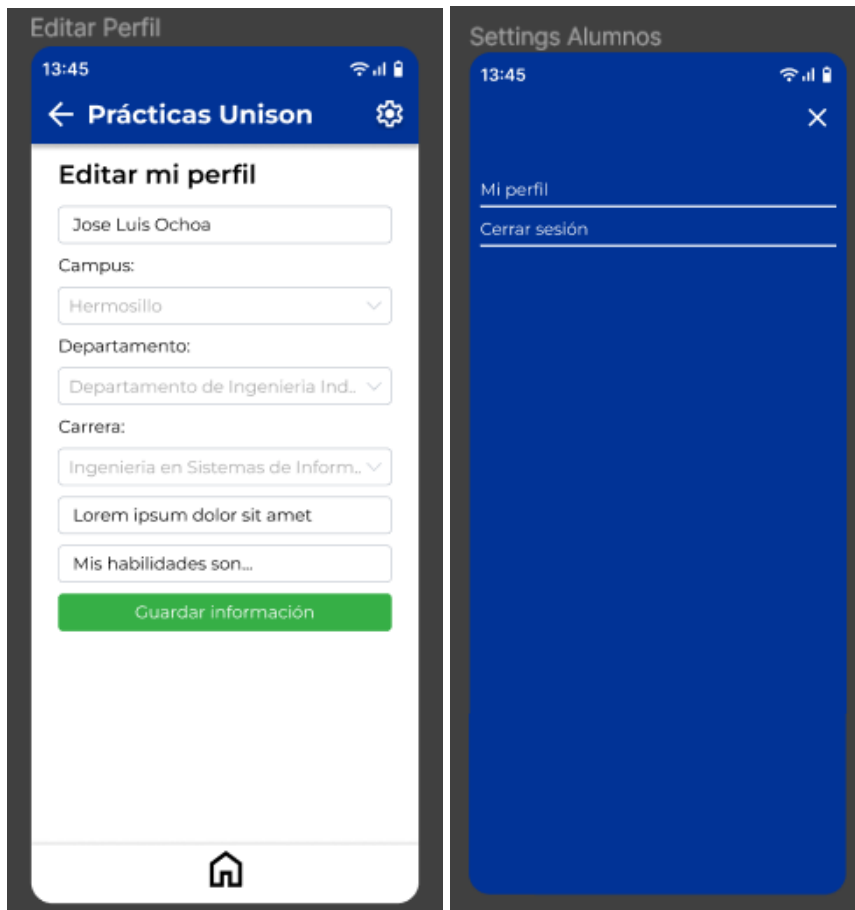 Editar Perfil
13:45
Prácticas Unison
Editar mi perfil
Jose Luis Ochoa
Campus:
Hermosillo
Departamento:
Departamento de Ingenieria Ind..
Carrera:
Ingenieria en Sistemas de Inform..
Lorem ipsum dolor sit amet
Mis habilidades son...
Guardar información
Settings Alumnos
13:45
Mi perfil
Cerrar sesión